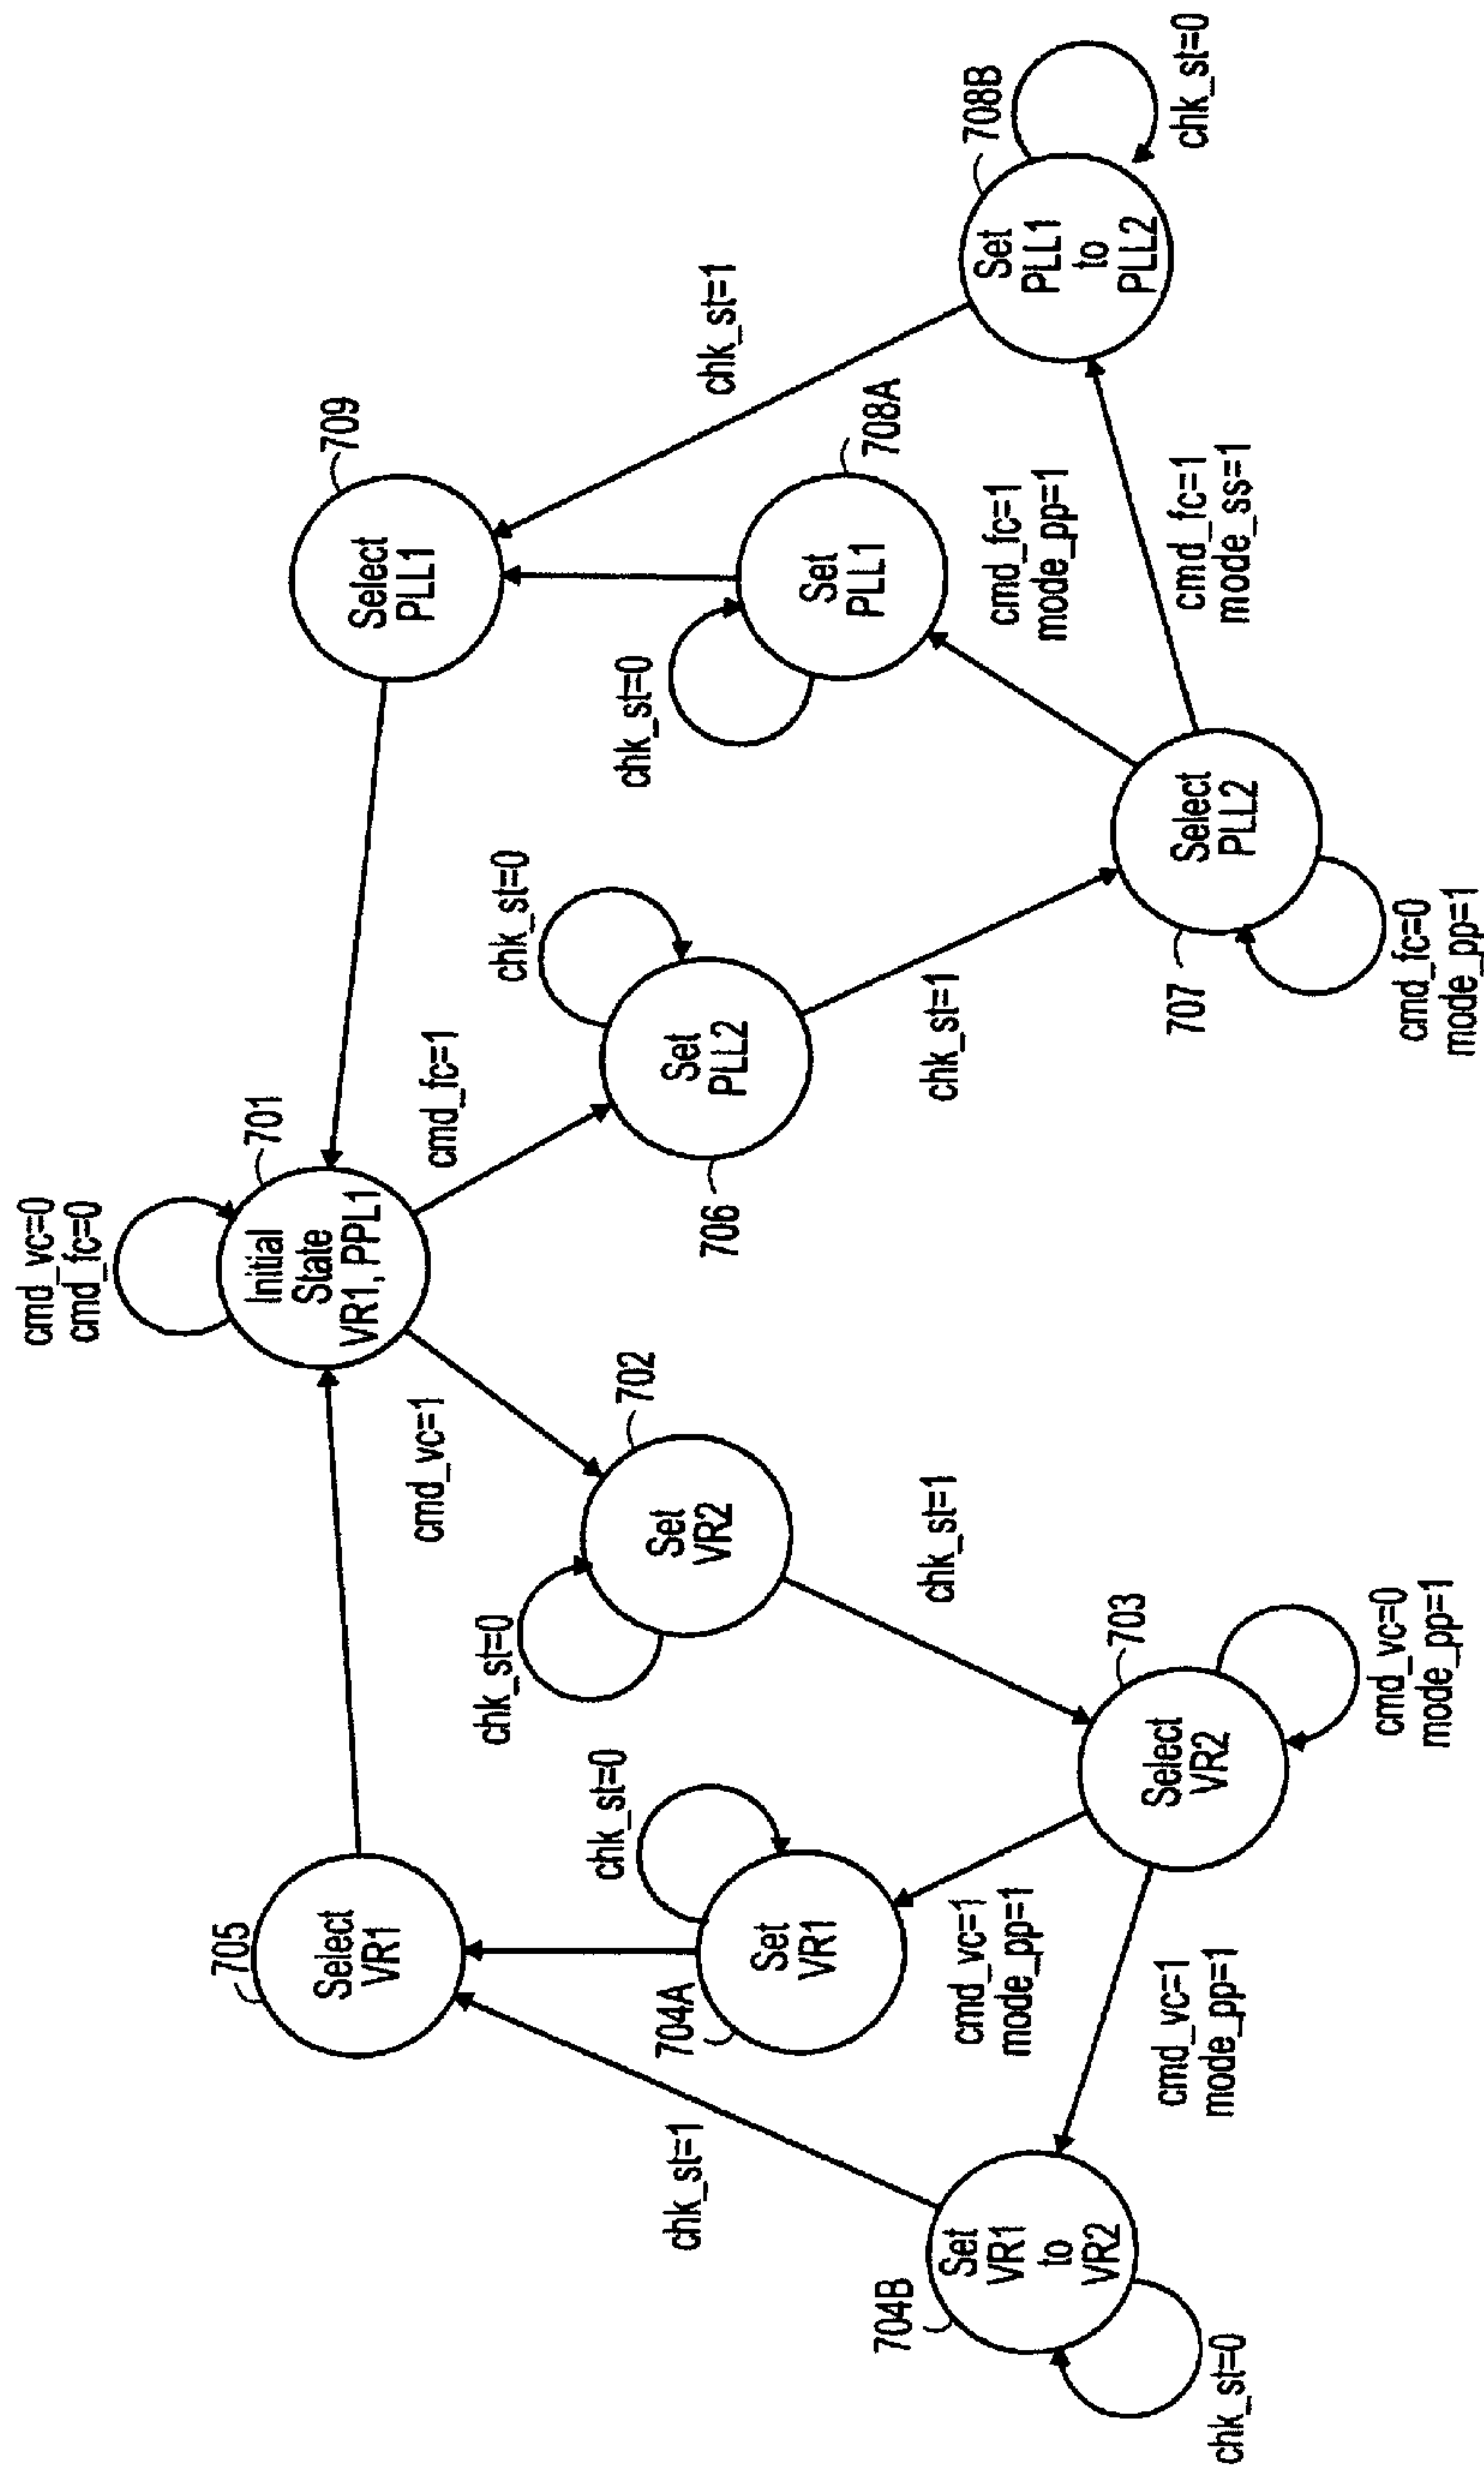 cmd_vc=0
cmd_fc=0
701
Initial
State
VR1, PPL1
705
Select
VR1
709
Select
PLL1
cmd_vc=1
cmd_fc=1
chk_st=1
chk_st=1
chk_st=0
702
Set
VR2
chk_st=0
Set
PLL2
706
chk_st=0
704A
Set
VR1
chk_st=0
Set
PLL1
708A
cmd_vc=1
mode_pp=1
chk_st=1
chk_st=1
cmd_fc=1
mode_pp=1
704B
Set
VR1
to
VR2
chk_st=0
708B
Set
PLL1
to
PLL2
chk_st=0
cmd_vc=1
mode_pp=1
703
Select
VR2
cmd_vc=0
mode_pp=1
707
Select
PLL2
cmd_fc=0
mode_pp=1
cmd_fc=1
mode_ss=1